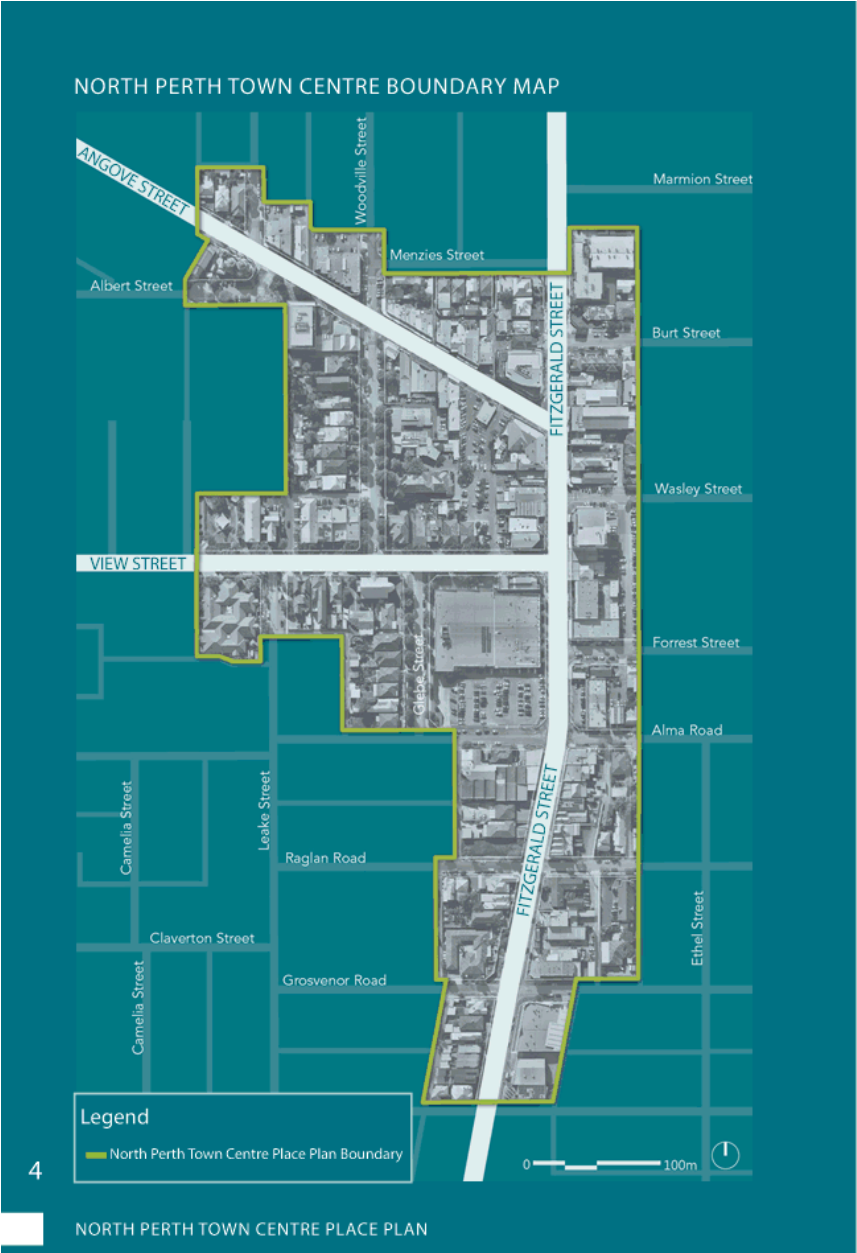 NORTH PERTH TOWN CENTRE BOUNDARY MAP
ANGOVE STREET
Woodville Street
Marmion Street
Menzies Street
Albert Street
FITZGERALD STREET
Burt Street
Wasley Street
VIEW STREET
Glebe Street
Forrest Street
Alma Road
Camelia Street
Leake Street
FITZGERALD STREET
Raglan Road
Ethel Street
Claverton Street
Camelia Street
Grosvenor Road
Legend
North Perth Town Centre Place Plan Boundary
0 100m
4
NORTH PERTH TOWN CENTRE PLACE PLAN